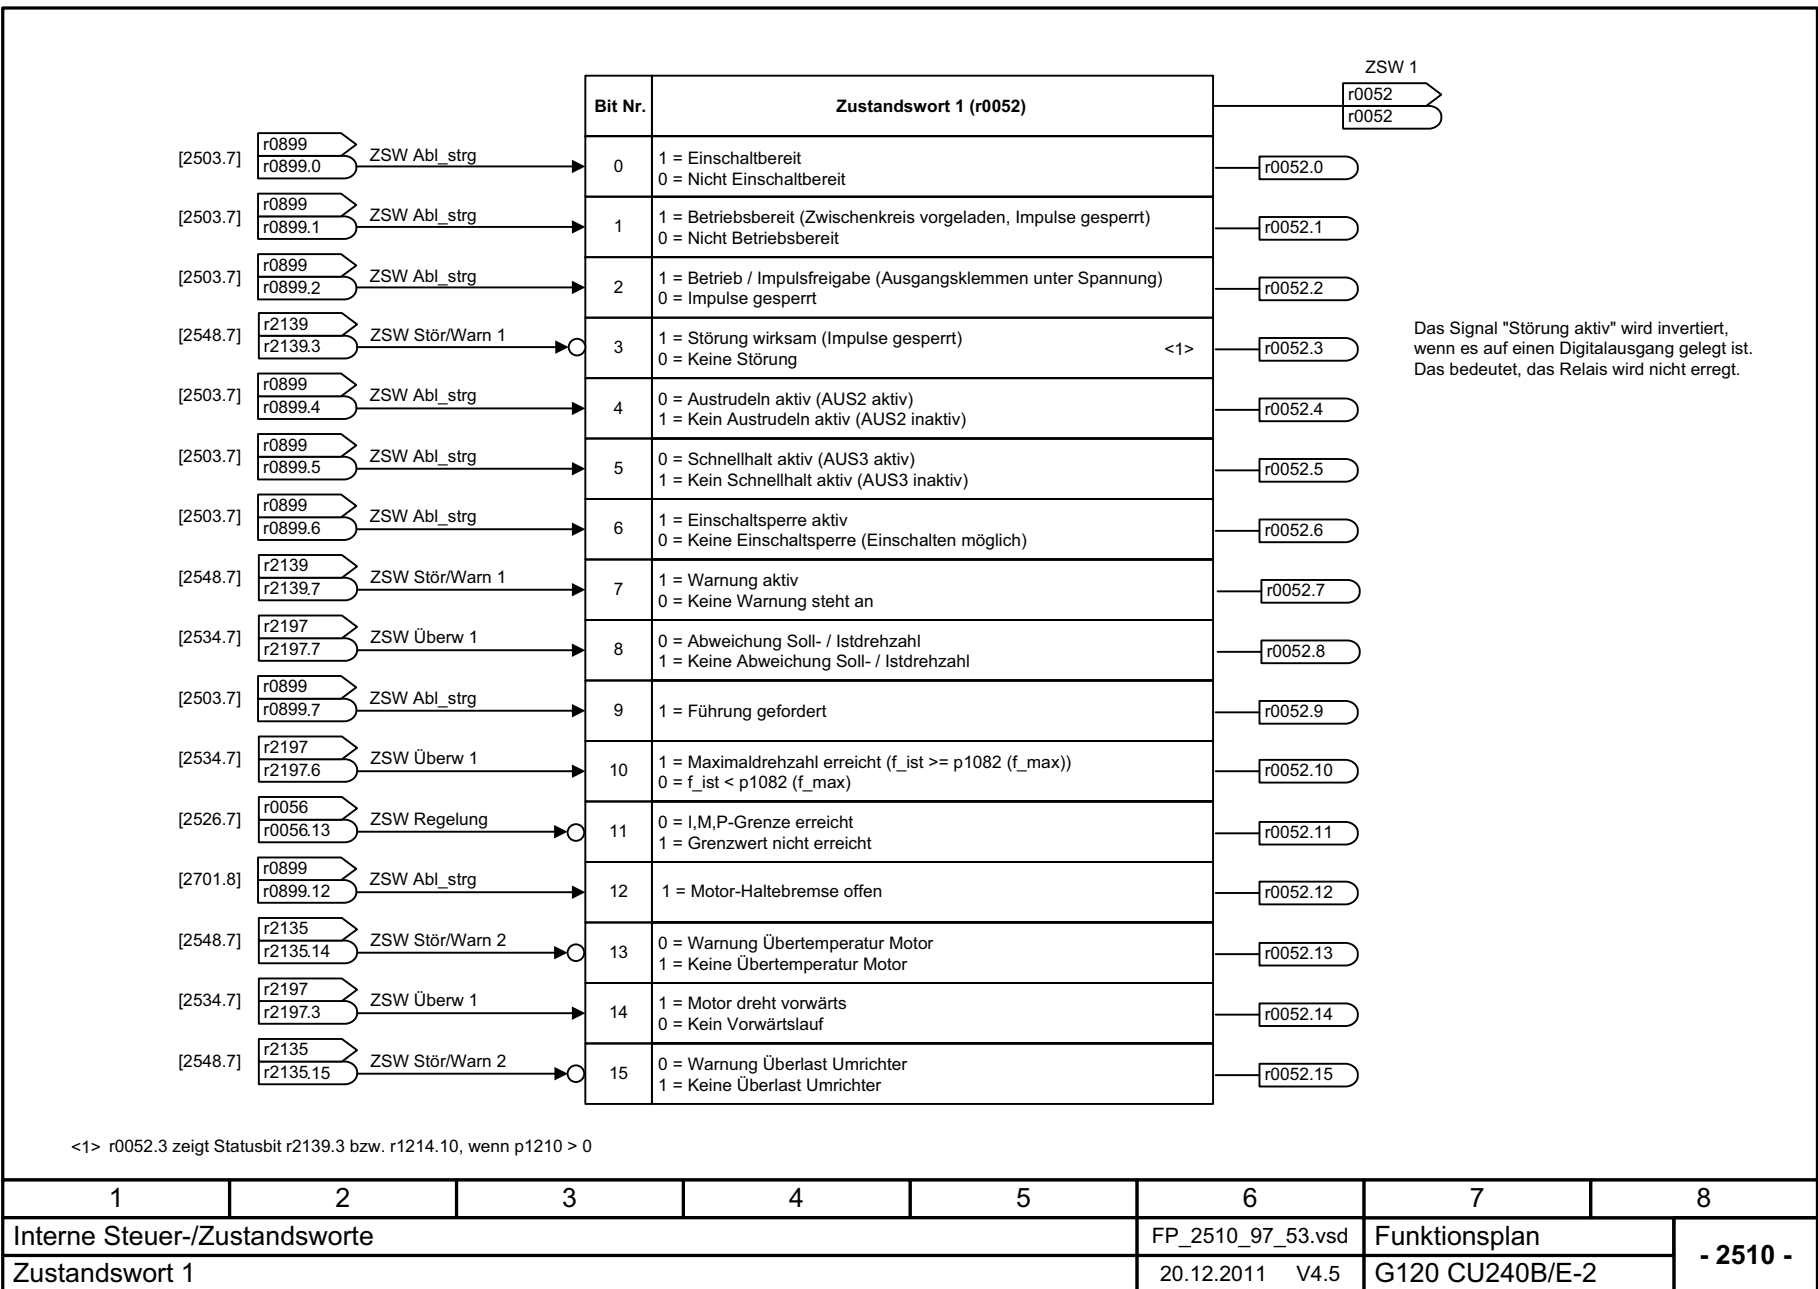 ZSW 1
r0052
r0052
Bit Nr. Zustandswort 1 (r0052)
[2503.7] r0899 r0899.0 ZSW Abl_strg 0 1 = Einschaltbereit
0 = Nicht Einschaltbereit r0052.0
[2503.7] r0899 r0899.1 ZSW Abl_strg 1 1 = Betriebsbereit (Zwischenkreis vorgeladen, Impulse gesperrt)
0 = Nicht Betriebsbereit r0052.1
[2503.7] r0899 r0899.2 ZSW Abl_strg 2 1 = Betrieb / Impulsfreigabe (Ausgangsklemmen unter Spannung)
0 = Impulse gesperrt r0052.2
[2548.7] r2139 r2139.3 ZSW Stör/Warn 1 3 1 = Störung wirksam (Impulse gesperrt)
0 = Keine Störung <1> r0052.3
Das Signal "Störung aktiv" wird invertiert,
wenn es auf einen Digitalausgang gelegt ist.
Das bedeutet, das Relais wird nicht erregt.
[2503.7] r0899 r0899.4 ZSW Abl_strg 4 0 = Austrudeln aktiv (AUS2 aktiv)
1 = Kein Austrudeln aktiv (AUS2 inaktiv) r0052.4
[2503.7] r0899 r0899.5 ZSW Abl_strg 5 0 = Schnellhalt aktiv (AUS3 aktiv)
1 = Kein Schnellhalt aktiv (AUS3 inaktiv) r0052.5
[2503.7] r0899 r0899.6 ZSW Abl_strg 6 1 = Einschaltsperre aktiv
0 = Keine Einschaltsperre (Einschalten möglich) r0052.6
[2548.7] r2139 r2139.7 ZSW Stör/Warn 1 7 1 = Warnung aktiv
0 = Keine Warnung steht an r0052.7
[2534.7] r2197 r2197.7 ZSW Überw 1 8 0 = Abweichung Soll- / Istdrehzahl
1 = Keine Abweichung Soll- / Istdrehzahl r0052.8
[2503.7] r0899 r0899.7 ZSW Abl_strg 9 1 = Führung gefordert r0052.9
[2534.7] r2197 r2197.6 ZSW Überw 1 10 1 = Maximaldrehzahl erreicht (f_ist >= p1082 (f_max))
0 = f_ist < p1082 (f_max) r0052.10
[2526.7] r0056 r0056.13 ZSW Regelung 11 0 = I,M,P-Grenze erreicht
1 = Grenzwert nicht erreicht r0052.11
[2701.8] r0899 r0899.12 ZSW Abl_strg 12 1 = Motor-Haltebremse offen r0052.12
[2548.7] r2135 r2135.14 ZSW Stör/Warn 2 13 0 = Warnung Übertemperatur Motor
1 = Keine Übertemperatur Motor r0052.13
[2534.7] r2197 r2197.3 ZSW Überw 1 14 1 = Motor dreht vorwärts
0 = Kein Vorwärtslauf r0052.14
[2548.7] r2135 r2135.15 ZSW Stör/Warn 2 15 0 = Warnung Überlast Umrichter
1 = Keine Überlast Umrichter r0052.15
<1> r0052.3 zeigt Statusbit r2139.3 bzw. r1214.10, wenn p1210 > 0
1 2 3 4 5 6 7 8
Interne Steuer-/Zustandsworte FP_2510_97_53.vsd Funktionsplan
- 2510 -
Zustandswort 1 20.12.2011 V4.5 G120 CU240B/E-2